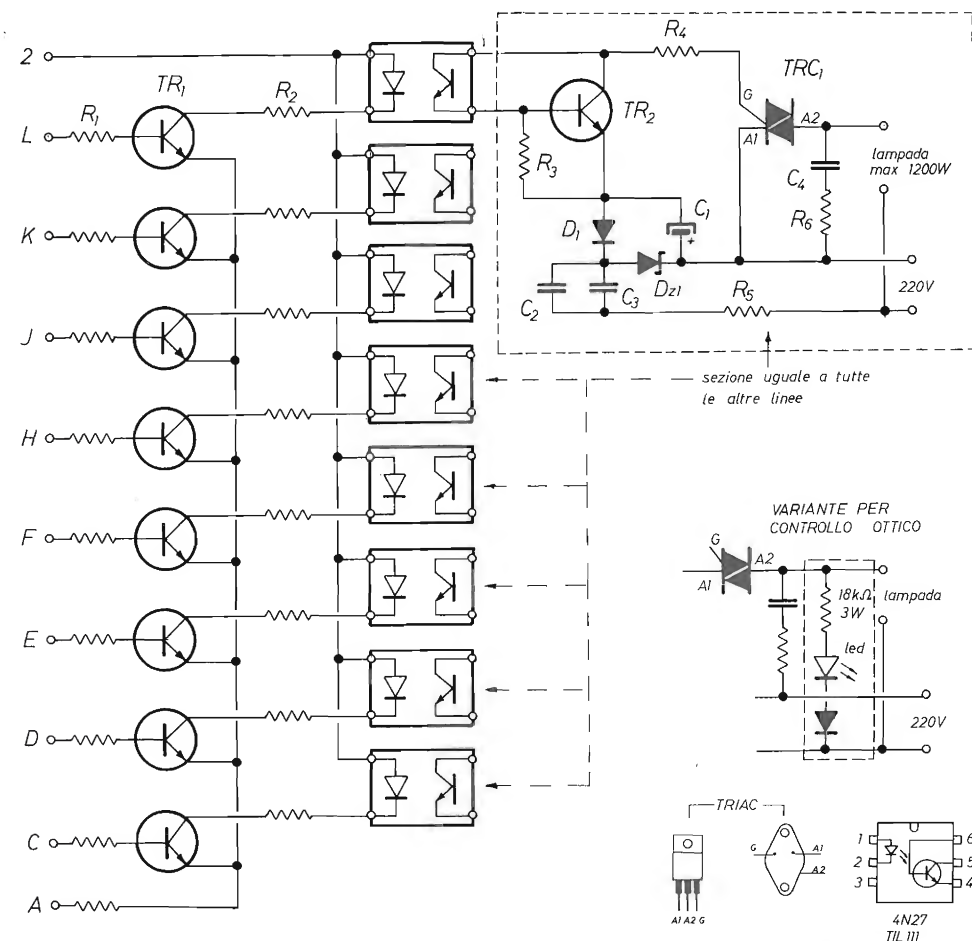 2
R4
TRC1
TR1
R2
G
R1
L
TR2
A1
A2
lampada
max 1200W
R3
C4
C1
R6
K
D1
+
Dz1
R5
220V
C2
C3
J
sezione uguale a tutte
le altre linee
H
VARIANTE PER
CONTROLLO OTTICO
F
G
A2
A1
18kΩ
3W
lampada
led
E
220V
D
TRIAC
G
A1
A2
C
A1 A2 G
1
2
3
6
5
4
4N27
TIL 111
A